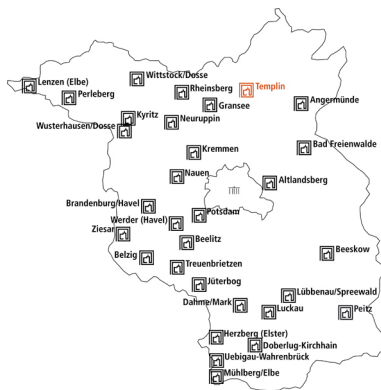 Wittstock/Dosse
Lenzen (Elbe)
Perleberg
Rheinsberg
Templin
Gransee
Angermünde
Kyritz
Neuruppin
Wusterhausen/Dosse
Kremmen
Bad Freienwalde
Nauen
Altlandsberg
Brandenburg/Havel
Potsdam
Werder (Havel)
Ziesar
Beelitz
Belzig
Beeskow
Treuenbrietzen
Jüterbog
Lübbenau/Spreewald
Dahme/Mark
Luckau
Peitz
Herzberg (Elster)
Doberlug-Kirchhain
Uebigau-Wahrenbrück
Mühlberg/Elbe